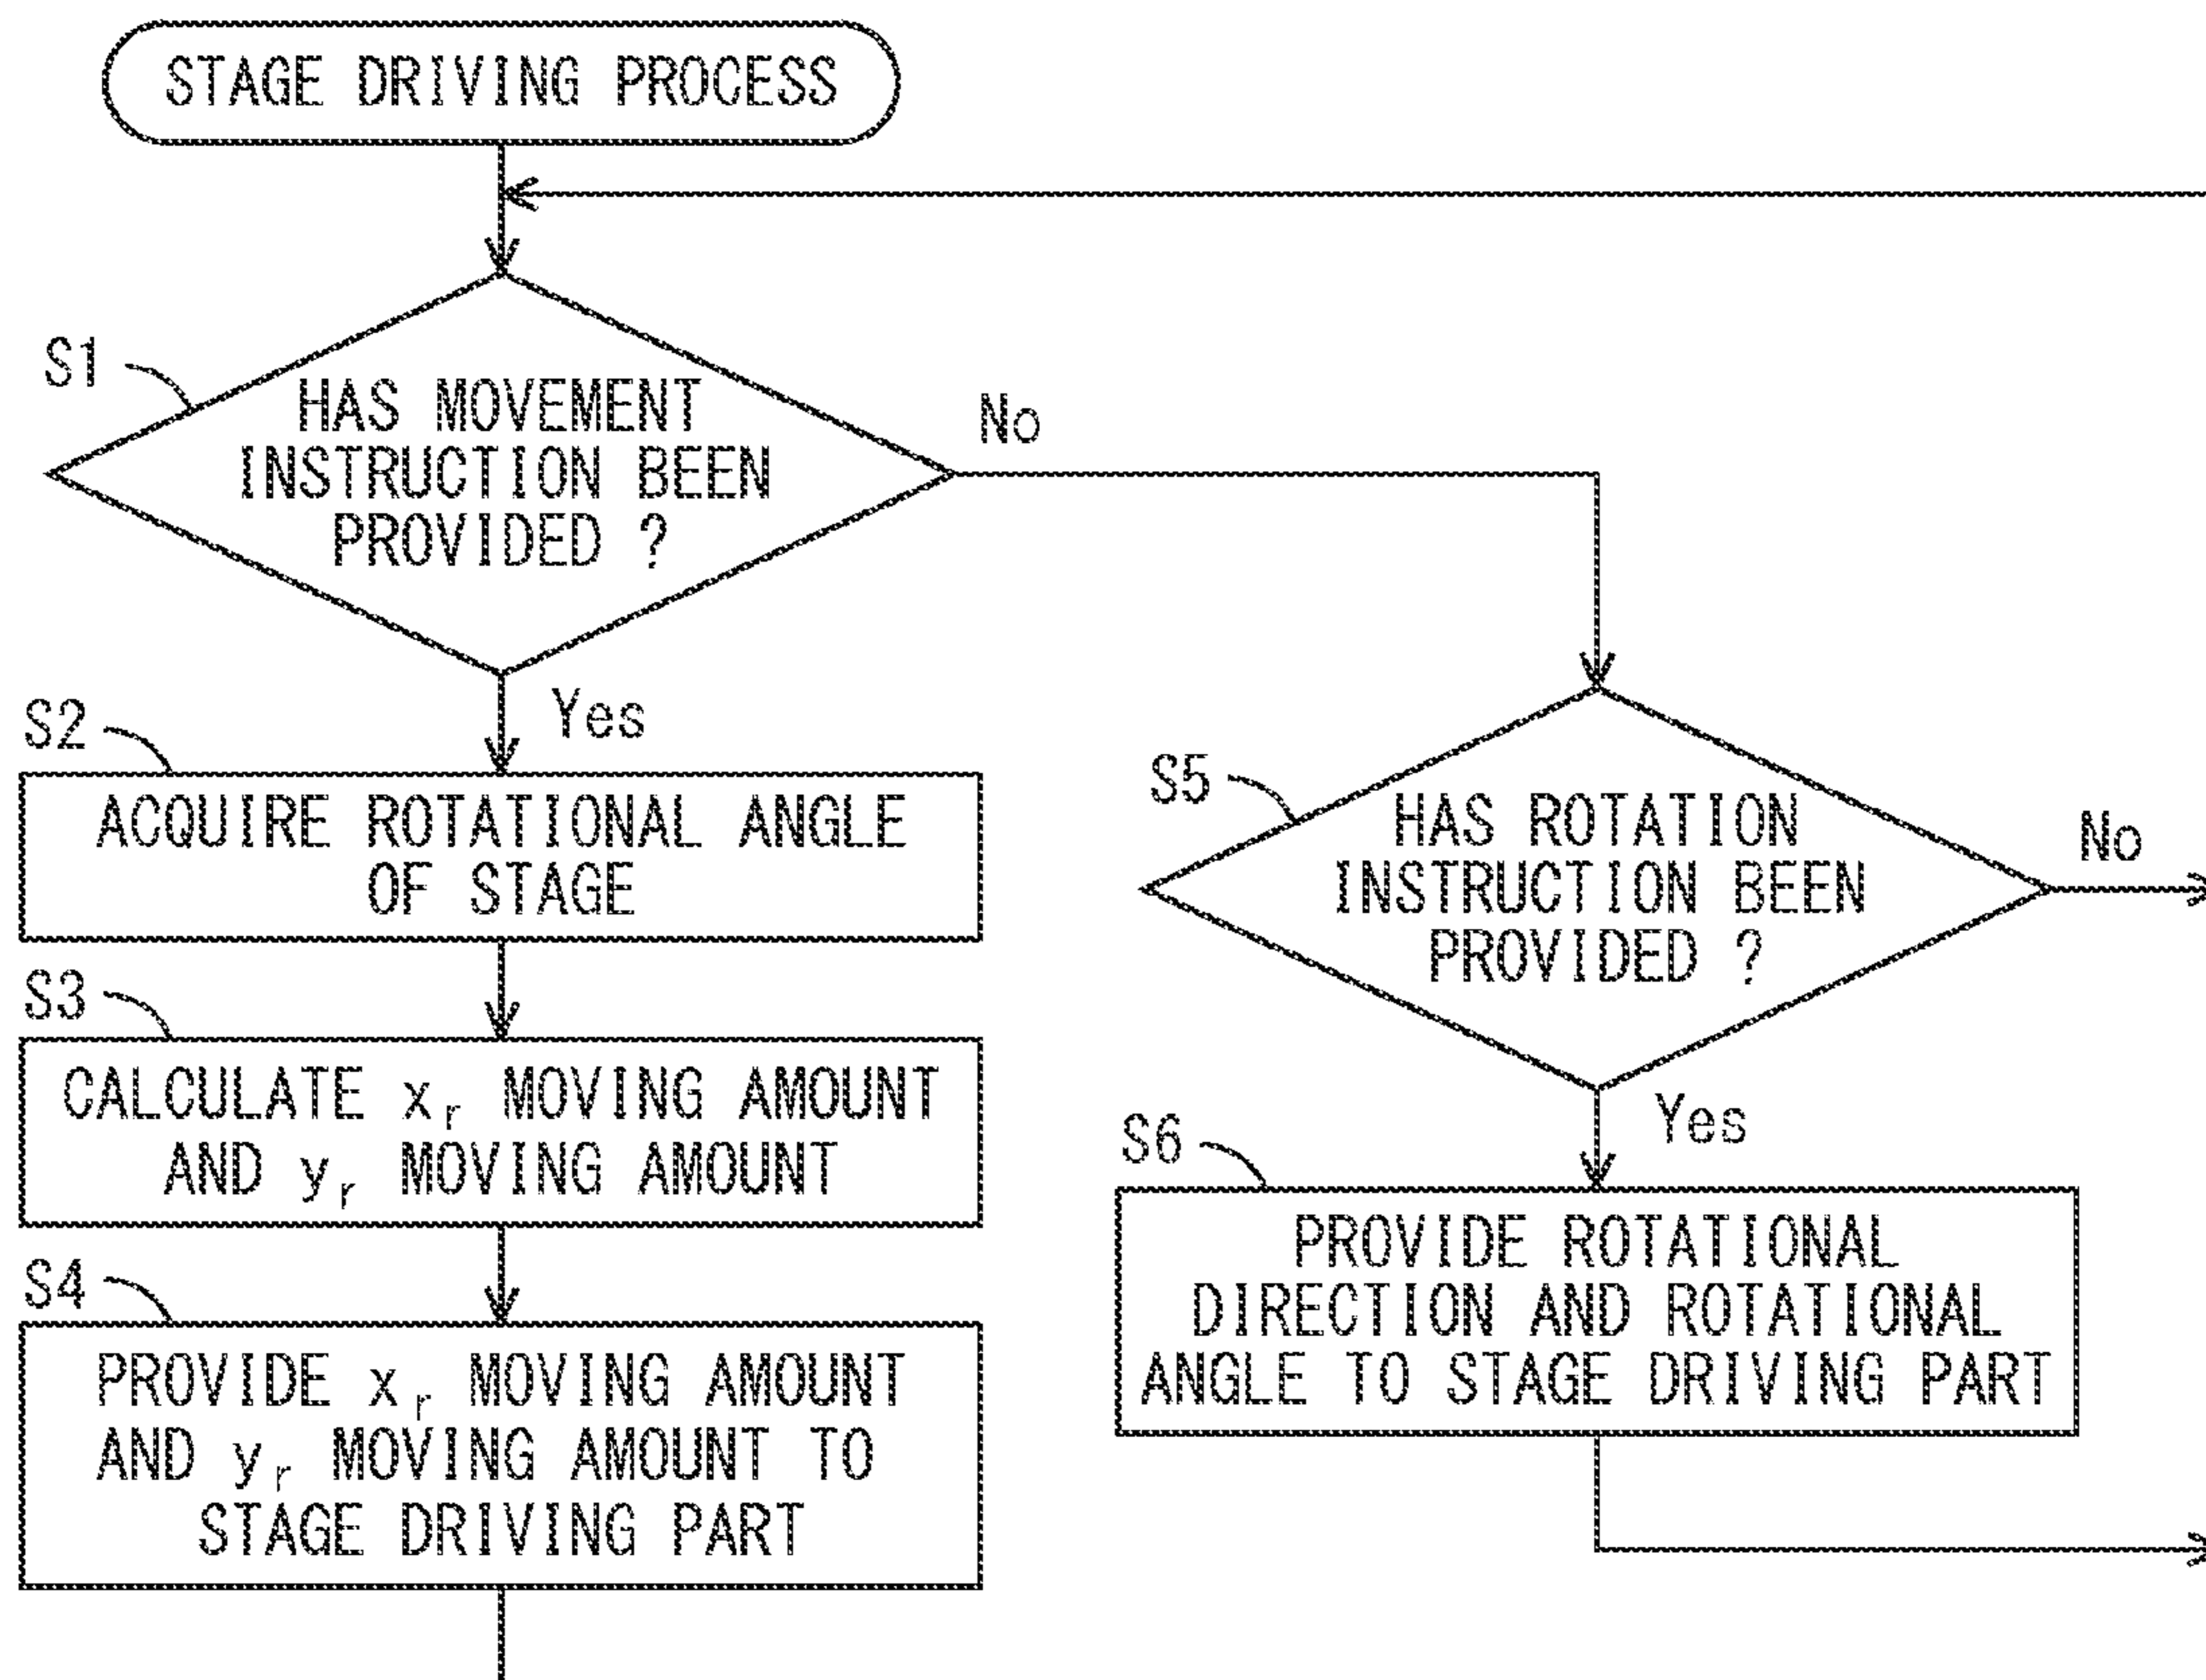 STAGE DRIVING PROCESS
S1
HAS MOVEMENT
INSTRUCTION BEEN
PROVIDED ?
No
Yes
S2
ACQUIRE ROTATIONAL ANGLE
OF STAGE
S3
CALCULATE xᵣ MOVING AMOUNT
AND yᵣ MOVING AMOUNT
S4
PROVIDE xᵣ MOVING AMOUNT
AND yᵣ MOVING AMOUNT TO
STAGE DRIVING PART
S5
HAS ROTATION
INSTRUCTION BEEN
PROVIDED ?
No
Yes
S6
PROVIDE ROTATIONAL
DIRECTION AND ROTATIONAL
ANGLE TO STAGE DRIVING PART